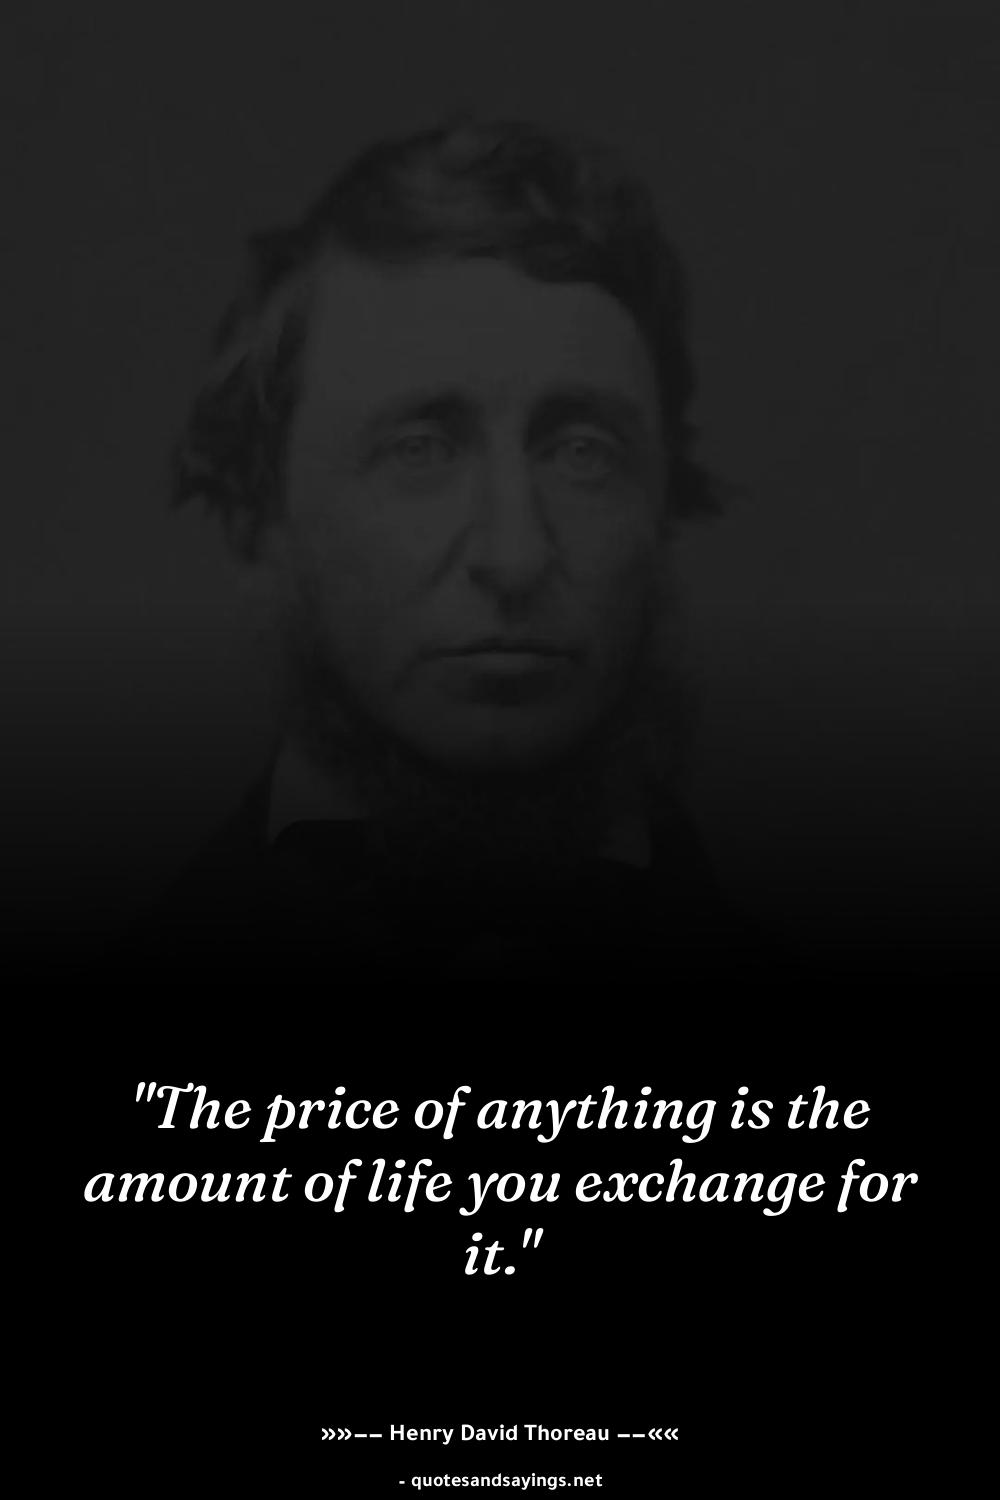 "The price of anything is the
amount of life you exchange for
it."
»»−− Henry David Thoreau −−««
- quotesandsayings.net